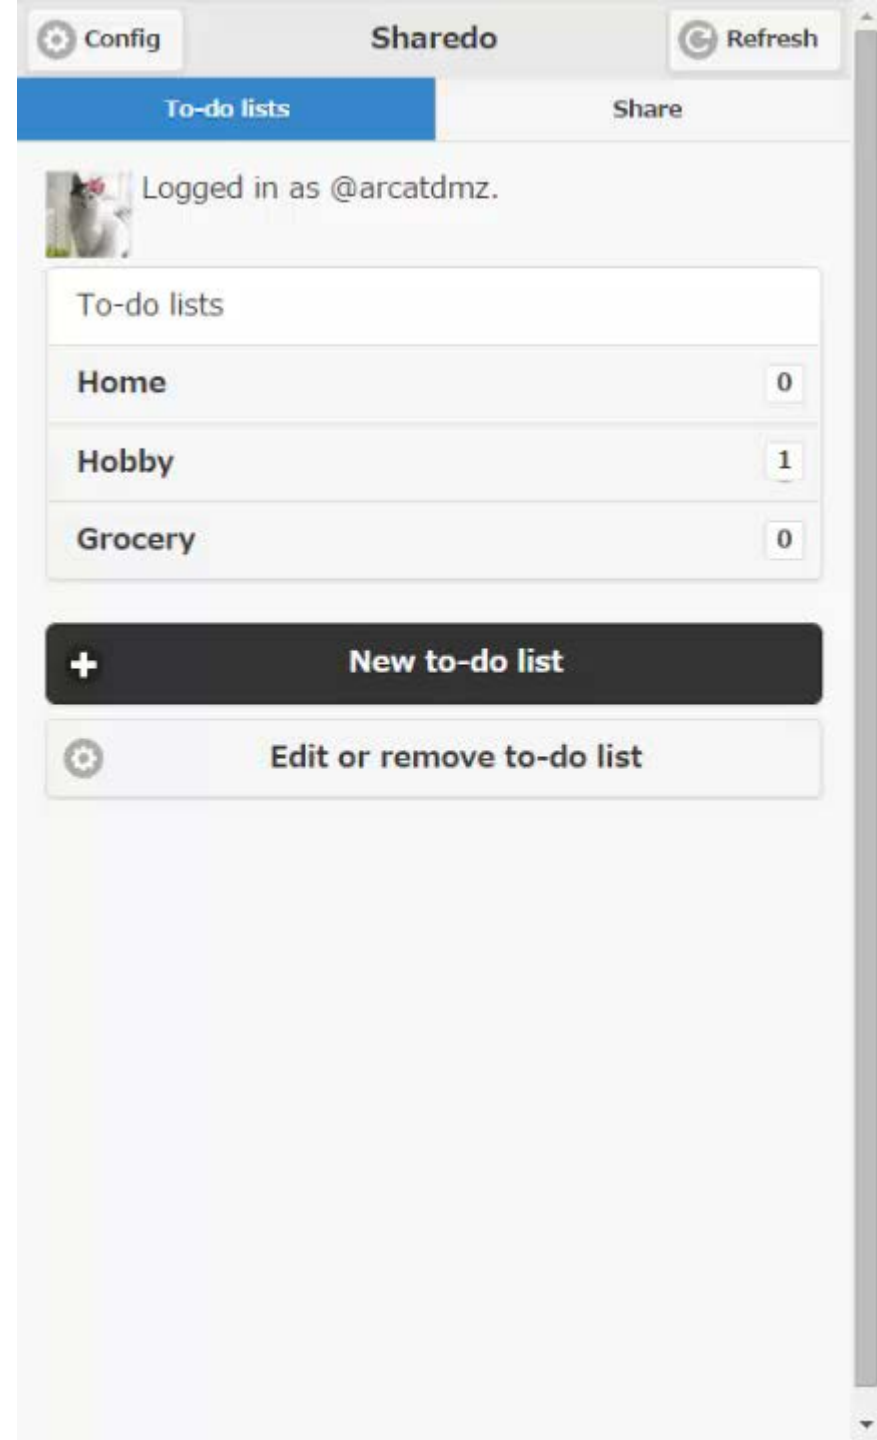 Config Sharedo Refresh
To-do lists Share
Logged in as @arcatdmz.
To-do lists
Home 0
Hobby 1
Grocery 0
New to-do list
Edit or remove to-do list